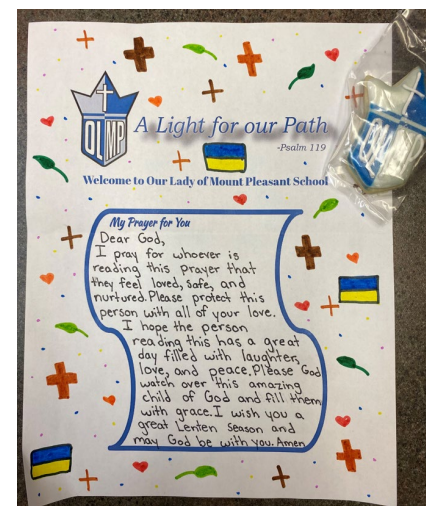 OLMP
A Light for our Path
-Psalm 119
Welcome to Our Lady of Mount Pleasant School
My Prayer for You
Dear God,
I pray for whoever is
reading this prayer that
they feel loved, safe, and
nurtured. Please protect this
person with all of your love.
I hope the person
reading this has a great
day filled with laughter,
love, and peace. Please God
watch over this amazing
child of God and fill them
with grace. I wish you a
great Lenten season and
may God be with you. Amen